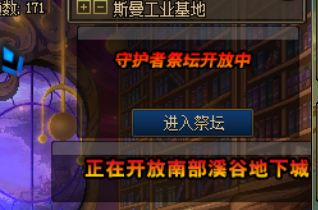 数: 171
斯曼工业基地
守护者祭坛开放中
进入祭坛
正在开放南部溪谷地下城